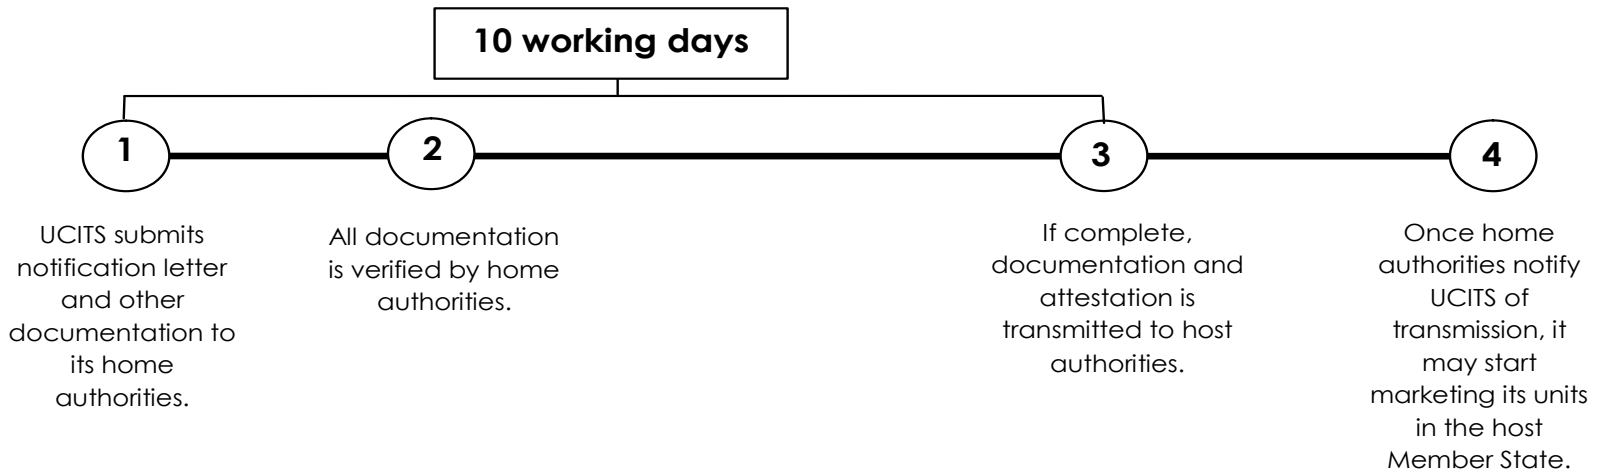 10 working days
1
2
3
4
UCITS submits
notification letter
and other
documentation to
its home
authorities.
All documentation
is verified by home
authorities.
If complete,
documentation and
attestation is
transmitted to host
authorities.
Once home
authorities notify
UCITS of
transmission, it
may start
marketing its units
in the host
Member State.